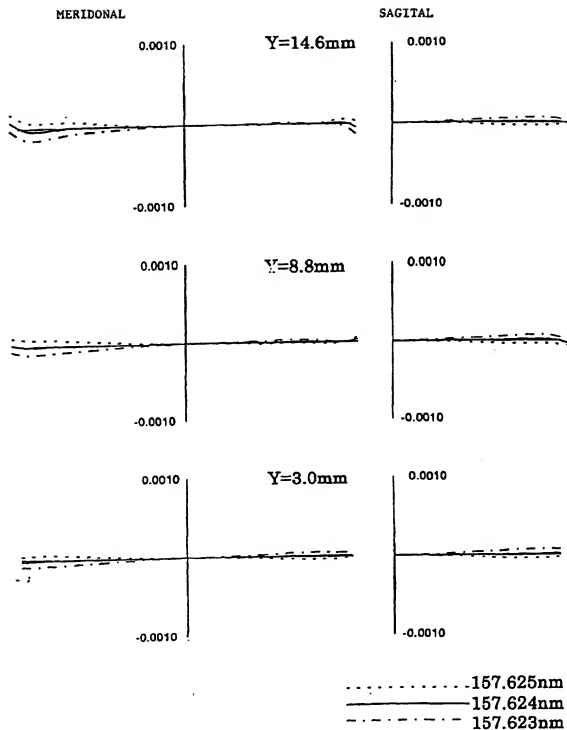 MERIDONAL SAGITAL
0.0010 Y=14.6mm 0.0010
-0.0010 -0.0010
0.0010 Y=8.8mm 0.0010
-0.0010 -0.0010
0.0010 Y=3.0mm 0.0010
-0.0010 -0.0010
157.625nm
157.624nm
157.623nm